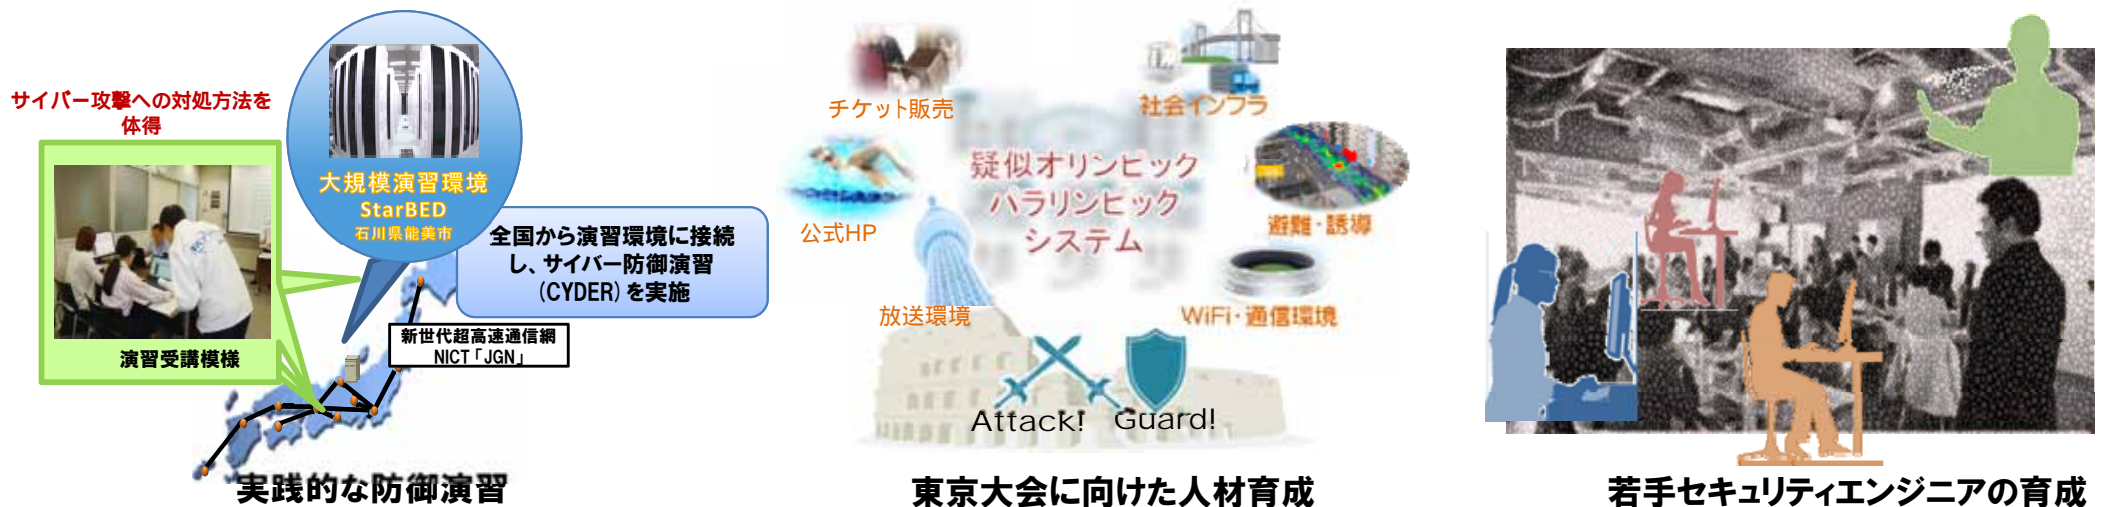 サイバー攻撃への対処方法を
体得
演習受講模様
大規模演習環境
StarBED
石川県能美市
全国から演習環境に接続
し、サイバー防御演習
(CYDER)を実施
新世代超高速通信網
NICT「JGN」
実践的な防御演習
チケット販売
社会インフラ
公式HP
疑似オリンピック
パラリンピック
システム
避難・誘導
放送環境
WiFi・通信環境
Attack!
Guard!
東京大会に向けた人材育成
若手セキュリティエンジニアの育成